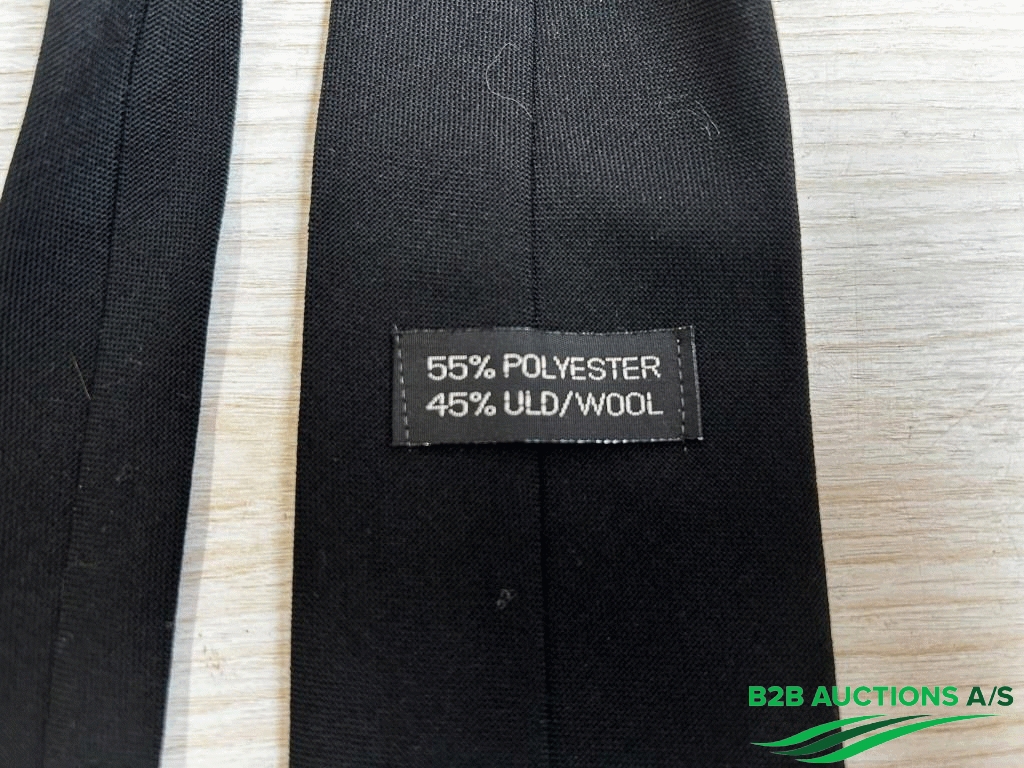 55% POLYESTER
45% ULD/WOOL
B2B AUCTIONS A/S